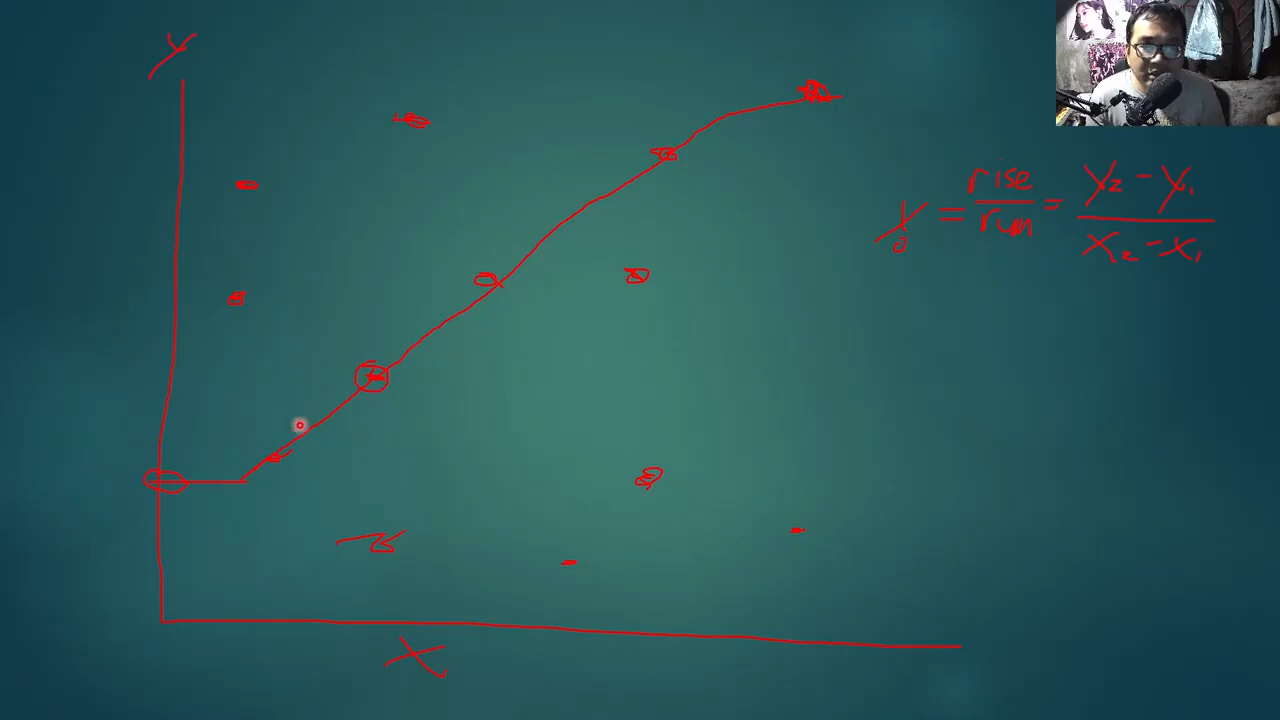 y
rise / run = y₂ - y₁ / x₂ - x₁
x